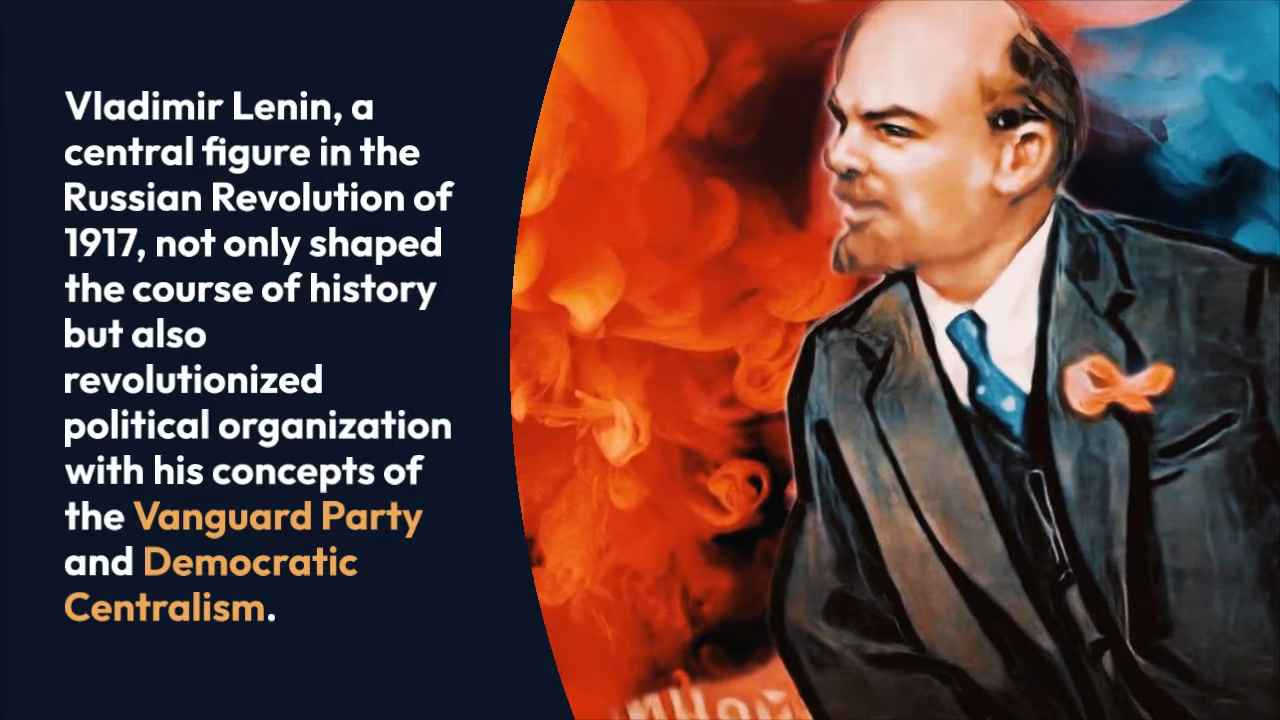 Vladimir Lenin, a
central figure in the
Russian Revolution of
1917, not only shaped
the course of history
but also
revolutionized
political organization
with his concepts of
the Vanguard Party
and Democratic
Centralism.